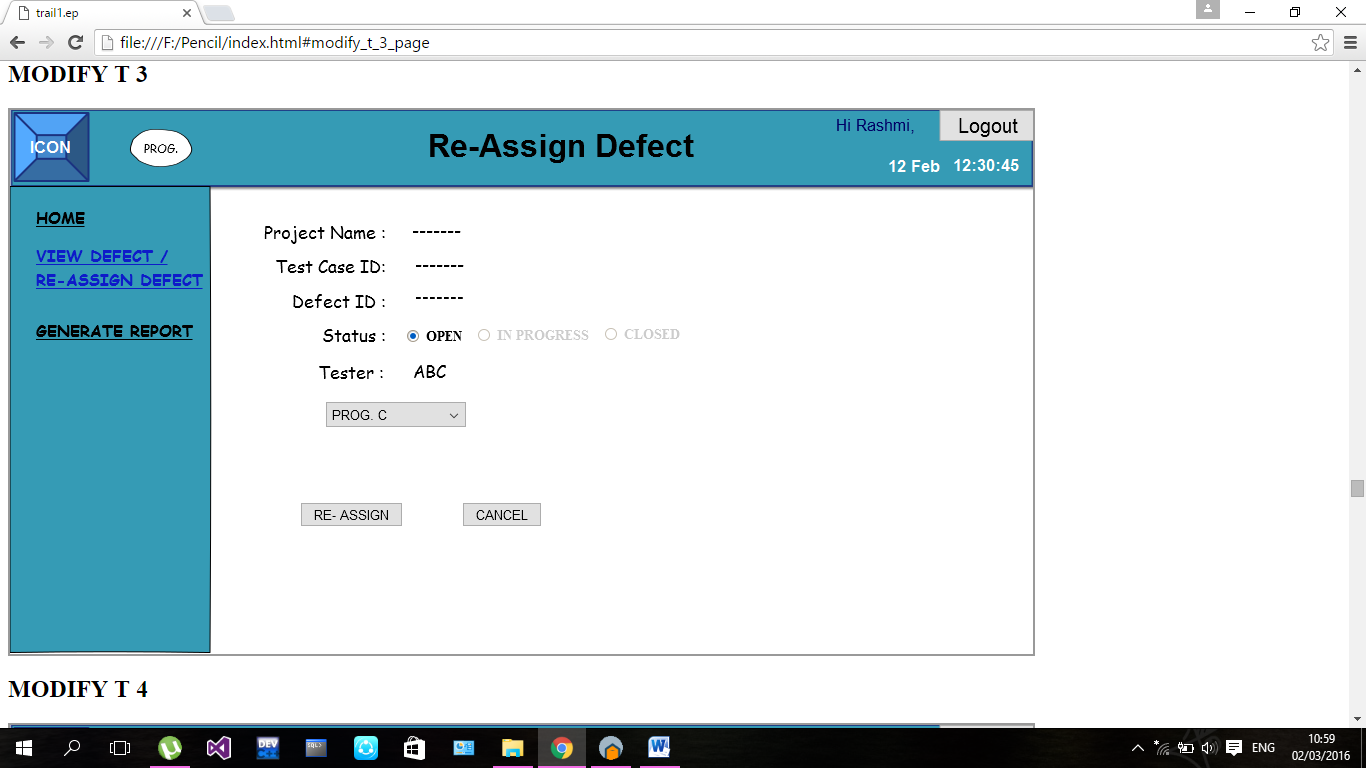 trail1.ep
file:///F:/Pencil/index.html#modify_t_3_page
MODIFY T 3
ICON
PROG.
Re-Assign Defect
Hi Rashmi,
Logout
12 Feb 12:30:45
HOME
VIEW DEFECT /
RE-ASSIGN DEFECT
GENERATE REPORT
Project Name : -------
Test Case ID: -------
Defect ID : -------
Status : OPEN IN PROGRESS CLOSED
Tester : ABC
PROG. C
RE- ASSIGN CANCEL
MODIFY T 4
DEV
ENG
10:59
02/03/2016